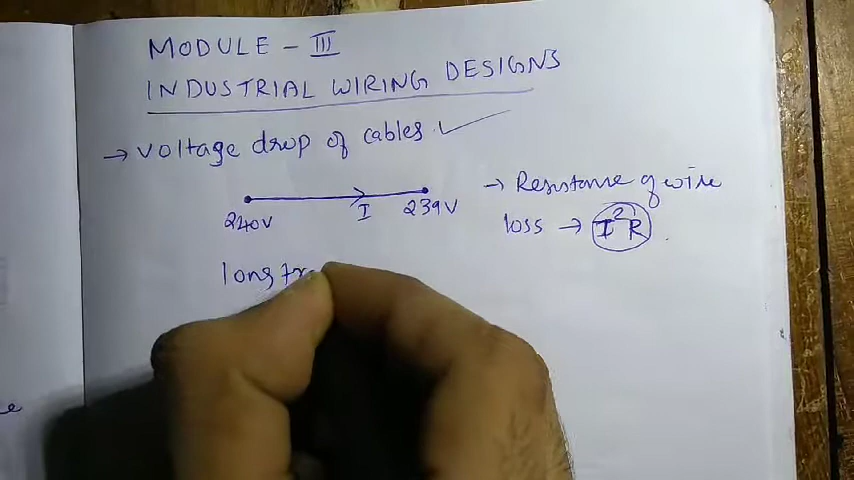 MODULE - III
INDUSTRIAL WIRING DESIGNS
→ Voltage drop of cables ✓
240V I 239V
→ Resistance of wire
loss → I²R
long